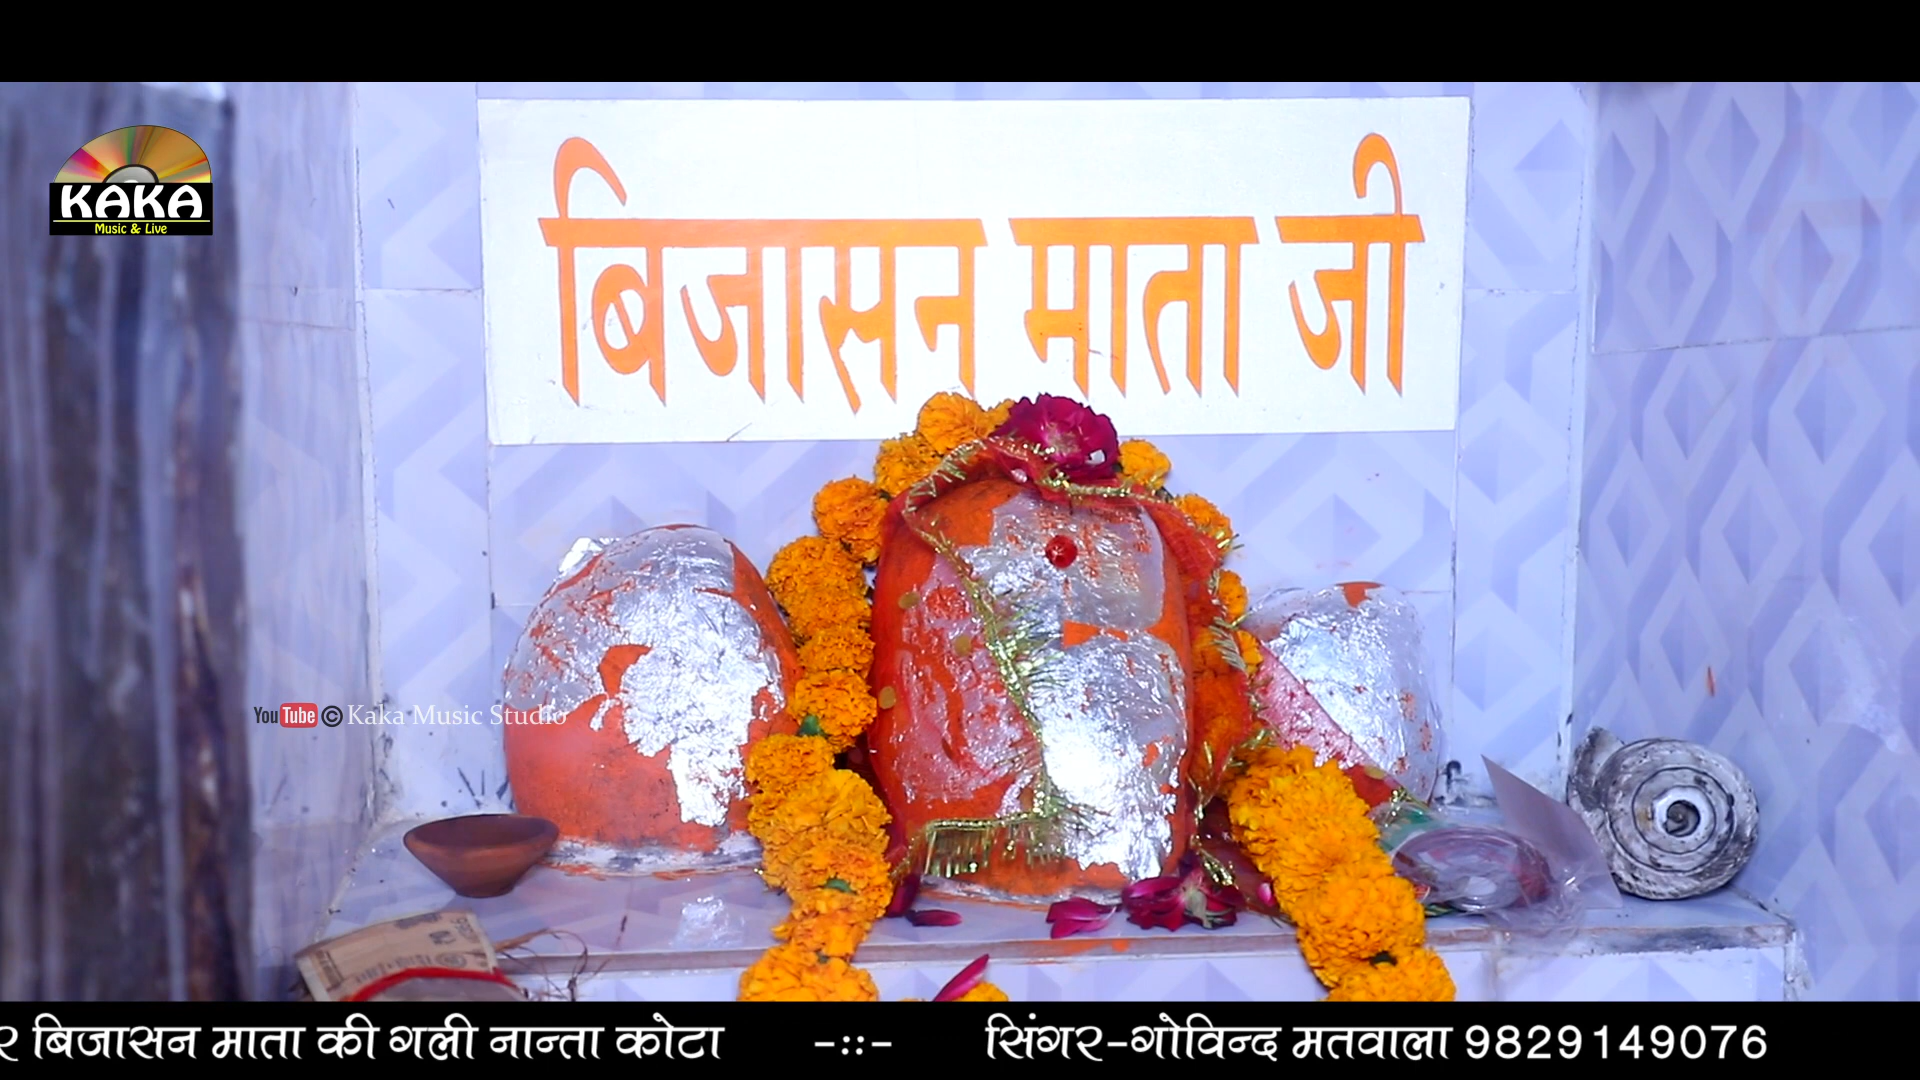 बिजासन माता जी
KAKA
Music & Live
YouTube © Kaka Music Studio
र बिजासन माता की गली नान्ता कोटा -::- सिंगर-गोविन्द मतवाला 9829149076